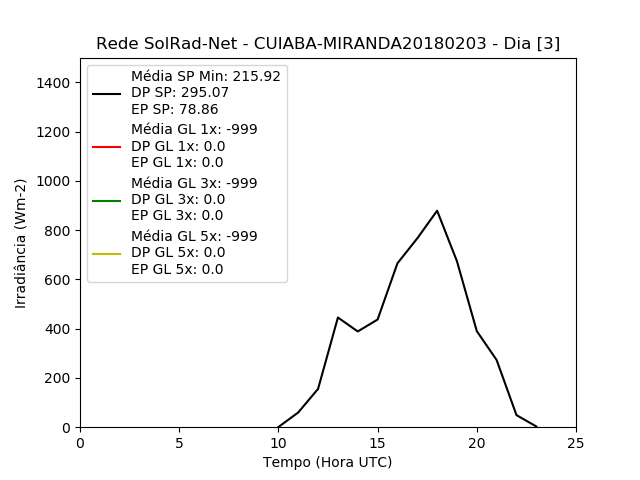 Rede SolRad-Net - CUIABA-MIRANDA20180203 - Dia [3]
Média SP Min: 215.92
DP SP: 295.07
EP SP: 78.86
Média GL 1x: -999
DP GL 1x: 0.0
EP GL 1x: 0.0
Média GL 3x: -999
DP GL 3x: 0.0
EP GL 3x: 0.0
Média GL 5x: -999
DP GL 5x: 0.0
EP GL 5x: 0.0
Irradiância (Wm-2)
1400
1200
1000
800
600
400
200
0
0 5 10 15 20 25
Tempo (Hora UTC)